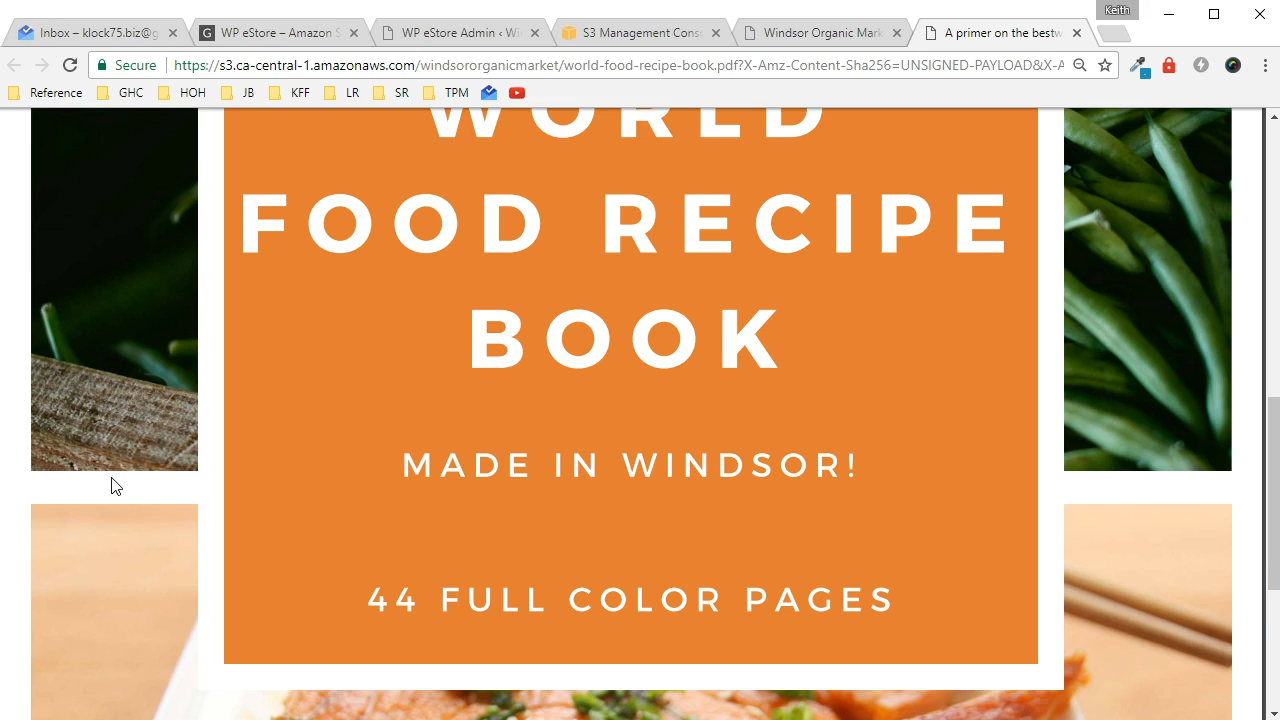 Keith
Inbox – klock75.biz@g
WP eStore – Amazon S
WP eStore Admin ‹ Wi
S3 Management Cons
Windsor Organic Mark
A primer on the bestw
Secure
https://s3.ca-central-1.amazonaws.com/windsororganicmarket/world-food-recipe-book.pdf?X-Amz-Content-Sha256=UNSIGNED-PAYLOAD&X-A
Reference GHC HOH JB KFF LR SR TPM
WORLD
FOOD RECIPE
BOOK
MADE IN WINDSOR!
44 FULL COLOR PAGES